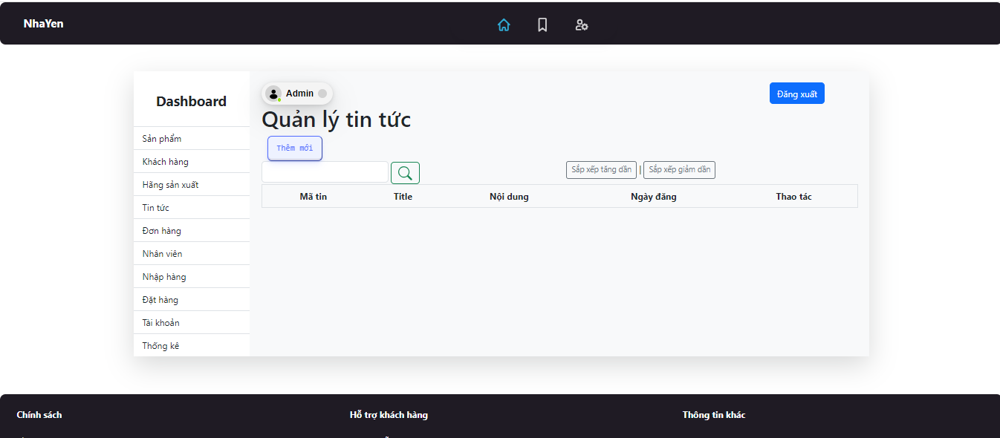 NhaYen
Dashboard
Sản phẩm
Khách hàng
Hãng sản xuất
Tin tức
Đơn hàng
Nhân viên
Nhập hàng
Đặt hàng
Tài khoản
Thống kê
Admin
Đăng xuất
Quản lý tin tức
Thêm mới
Sắp xếp tăng dần | Sắp xếp giảm dần
Mã tin Title Nội dung Ngày đăng Thao tác
Chính sách Hỗ trợ khách hàng Thông tin khác